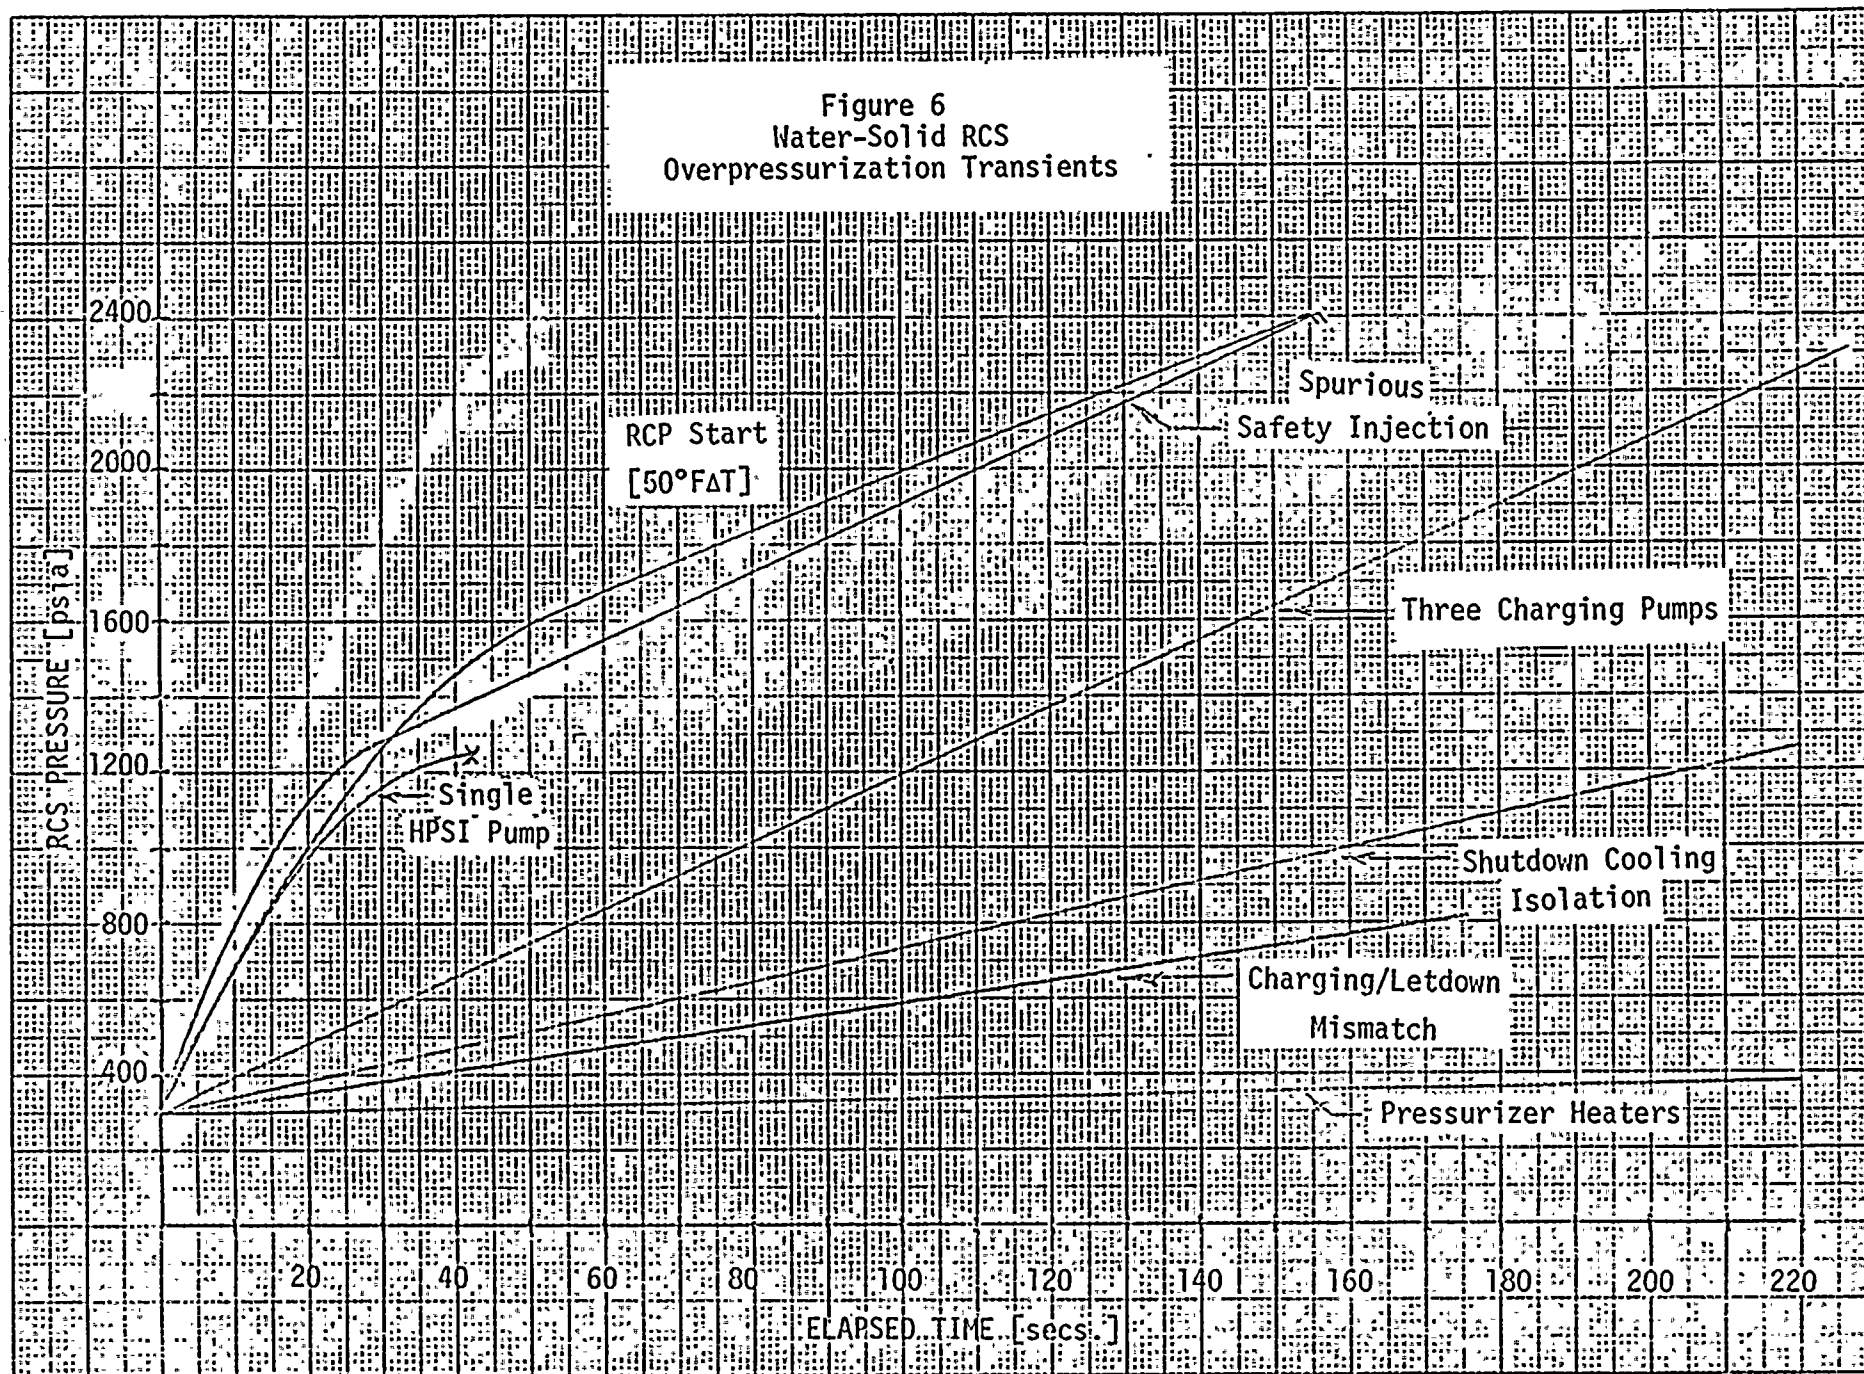 Figure 6
Water-Solid RCS
Overpressurization Transients
2400
2000
1600
1200
800
400
RCS PRESSURE [psia]
RCP Start
[50°FΔT]
Spurious
Safety Injection
Three Charging Pumps
Single
HPSI Pump
Shutdown Cooling
Isolation
Charging/Letdown
Mismatch
Pressurizer Heaters
20 40 60 80 100 120 140 160 180 200 220
ELAPSED TIME [secs.]